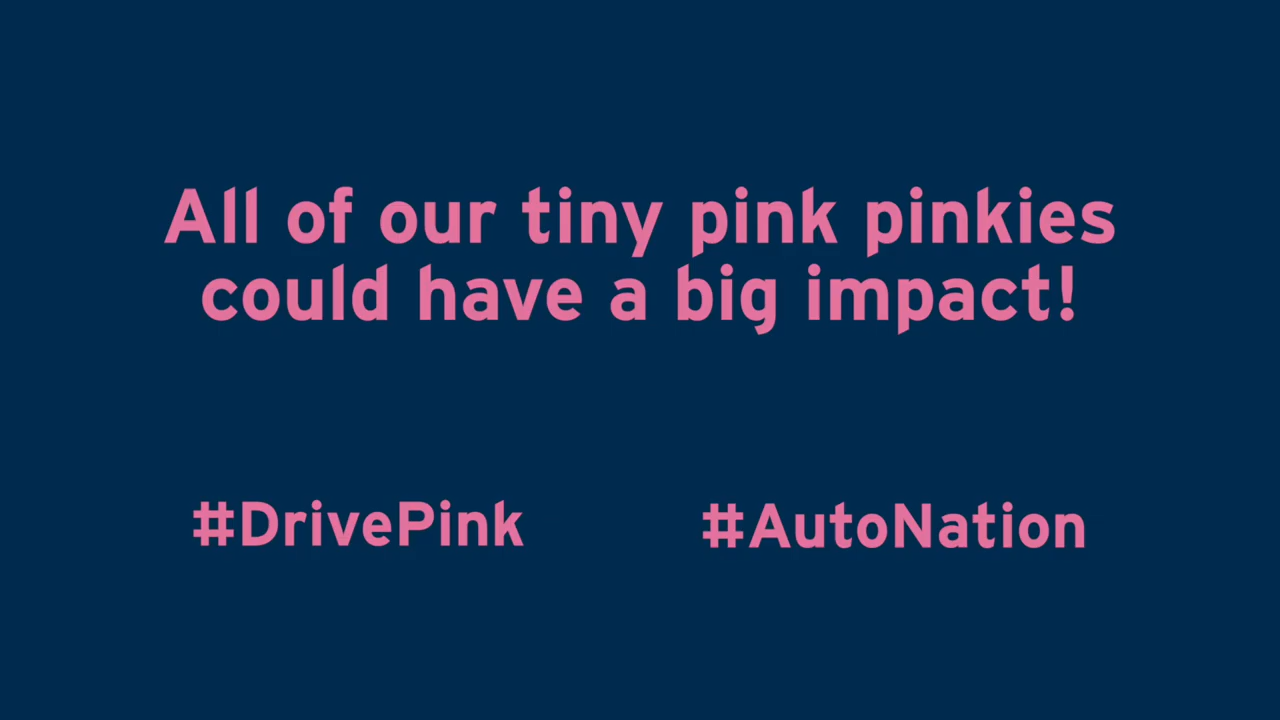 All of our tiny pink pinkies
could have a big impact!
#DrivePink #AutoNation